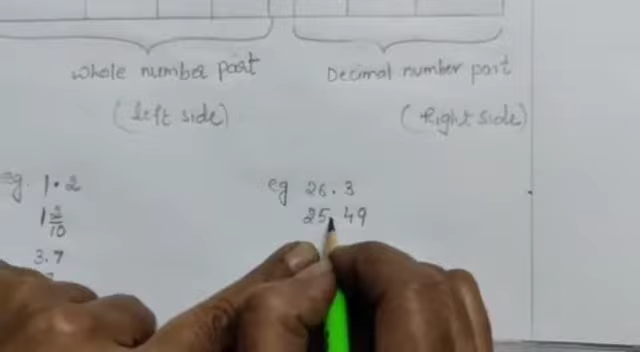 Whole number part
Decimal number part
(left side)
(Right side)
eg. 1.2
1 2/10
3.7
eg 26.3
25.49